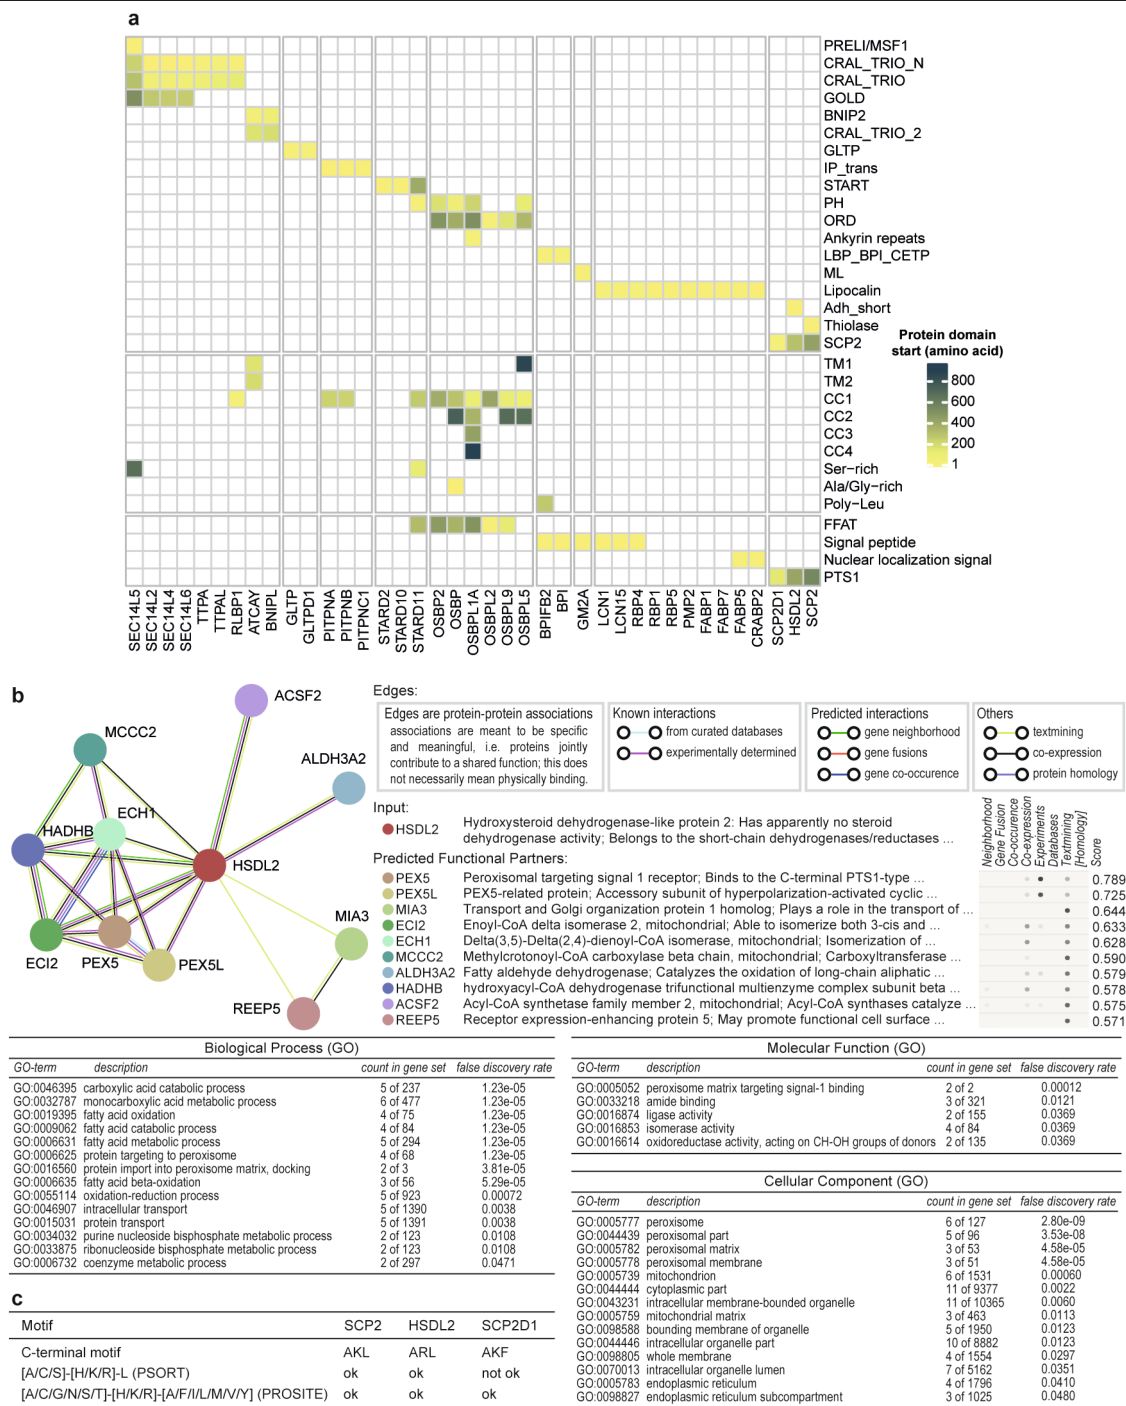 a
PRELI/MSF1
CRAL_TRIO_N
CRAL_TRIO
GOLD
BNIP2
CRAL_TRIO_2
GLTP
IP_trans
START
PH
ORD
Ankyrin repeats
LBP_BPI_CETP
ML
Lipocalin
Adh_short
Thiolase
SCP2
TM1
TM2
CC1
CC2
CC3
CC4
Ser-rich
Ala/Gly-rich
Poly-Leu
FFAT
Signal peptide
Nuclear localization signal
PTS1
Protein domain
start (amino acid)
800
600
400
200
1
SEC14L5
SEC14L2
SEC14L4
SEC14L6
TTPA
TTPAL
RLBP1
ATCAY
BNIPL
GLTP
GLTPD1
PITPNA
PITPNB
PITPNC1
STARD2
STARD10
STARD11
OSBP2
OSBP
OSBPL1A
OSBPL2
OSBPL9
OSBPL5
BPIFB2
BPI
GM2A
LCN1
LCN15
RBP4
RBP1
RBP5
PMP2
FABP1
FABP7
FABP5
CRABP2
SCP2D1
HSDL2
SCP2
b
ACSF2
MCCC2
ALDH3A2
ECH1
HADHB
HSDL2
MIA3
ECI2
PEX5
PEX5L
REEP5
Edges:
Edges are protein-protein associations
associations are meant to be specific
and meaningful, i.e. proteins jointly
contribute to a shared function; this does
not necessarily mean physically binding.
Known interactions
from curated databases
experimentally determined
Predicted interactions
gene neighborhood
gene fusions
gene co-occurence
Others
textmining
co-expression
protein homology
Input:
HSDL2 Hydroxysteroid dehydrogenase-like protein 2: Has apparently no steroid
dehydrogenase activity; Belongs to the short-chain dehydrogenases/reductases ...
Neighborhood
Gene Fusion
Co-occurence
Co-expression
Experiments
Databases
Textmining
[Homology]
Score
Predicted Functional Partners:
PEX5 Peroxisomal targeting signal 1 receptor; Binds to the C-terminal PTS1-type ... 0.789
PEX5L PEX5-related protein; Accessory subunit of hyperpolarization-activated cyclic ... 0.725
MIA3 Transport and Golgi organization protein 1 homolog; Plays a role in the transport of ... 0.644
ECI2 Enoyl-CoA delta isomerase 2, mitochondrial; Able to isomerize both 3-cis and ... 0.633
ECH1 Delta(3,5)-Delta(2,4)-dienoyl-CoA isomerase, mitochondrial; Isomerization of ... 0.628
MCCC2 Methylcrotonoyl-CoA carboxylase beta chain, mitochondrial; Carboxyltransferase ... 0.590
ALDH3A2 Fatty aldehyde dehydrogenase; Catalyzes the oxidation of long-chain aliphatic ... 0.579
HADHB hydroxyacyl-CoA dehydrogenase trifunctional multienzyme complex subunit beta ... 0.578
ACSF2 Acyl-CoA synthetase family member 2, mitochondrial; Acyl-CoA synthases catalyze ... 0.575
REEP5 Receptor expression-enhancing protein 5; May promote functional cell surface ... 0.571
Biological Process (GO)
GO-term description count in gene set false discovery rate
GO:0046395 carboxylic acid catabolic process 5 of 237 1.23e-05
GO:0032787 monocarboxylic acid metabolic process 6 of 477 1.23e-05
GO:0019395 fatty acid oxidation 4 of 75 1.23e-05
GO:0009062 fatty acid catabolic process 4 of 84 1.23e-05
GO:0006631 fatty acid metabolic process 5 of 294 1.23e-05
GO:0006625 protein targeting to peroxisome 4 of 68 1.23e-05
GO:0016560 protein import into peroxisome matrix, docking 2 of 3 3.81e-05
GO:0006635 fatty acid beta-oxidation 3 of 56 5.29e-05
GO:0055114 oxidation-reduction process 5 of 923 0.00072
GO:0046907 intracellular transport 5 of 1390 0.0038
GO:0015031 protein transport 5 of 1391 0.0038
GO:0034032 purine nucleoside bisphosphate metabolic process 2 of 123 0.0108
GO:0033875 ribonucleoside bisphosphate metabolic process 2 of 123 0.0108
GO:0006732 coenzyme metabolic process 2 of 297 0.0471
Molecular Function (GO)
GO-term description count in gene set false discovery rate
GO:0005052 peroxisome matrix targeting signal-1 binding 2 of 2 0.00012
GO:0033218 amide binding 3 of 321 0.0121
GO:0016874 ligase activity 2 of 155 0.0369
GO:0016853 isomerase activity 4 of 84 0.0369
GO:0016614 oxidoreductase activity, acting on CH-OH groups of donors 2 of 135 0.0369
Cellular Component (GO)
GO-term description count in gene set false discovery rate
GO:0005777 peroxisome 6 of 127 2.80e-09
GO:0044439 peroxisomal part 5 of 96 3.53e-08
GO:0005782 peroxisomal matrix 3 of 53 4.58e-05
GO:0005778 peroxisomal membrane 3 of 51 4.58e-05
GO:0005739 mitochondrion 6 of 1531 0.00060
GO:0044444 cytoplasmic part 11 of 9377 0.0022
GO:0043231 intracellular membrane-bounded organelle 11 of 10365 0.0060
GO:0005759 mitochondrial matrix 3 of 463 0.0113
GO:0098588 bounding membrane of organelle 5 of 1950 0.0123
GO:0044446 intracellular organelle part 10 of 8882 0.0123
GO:0098805 whole membrane 4 of 1554 0.0297
GO:0070013 intracellular organelle lumen 7 of 5162 0.0351
GO:0005783 endoplasmic reticulum 4 of 1796 0.0410
GO:0098827 endoplasmic reticulum subcompartment 3 of 1025 0.0480
c
Motif SCP2 HSDL2 SCP2D1
C-terminal motif AKL ARL AKF
[A/C/S]-[H/K/R]-L (PSORT) ok ok not ok
[A/C/G/N/S/T]-[H/K/R]-[A/F/I/L/M/V/Y] (PROSITE) ok ok ok